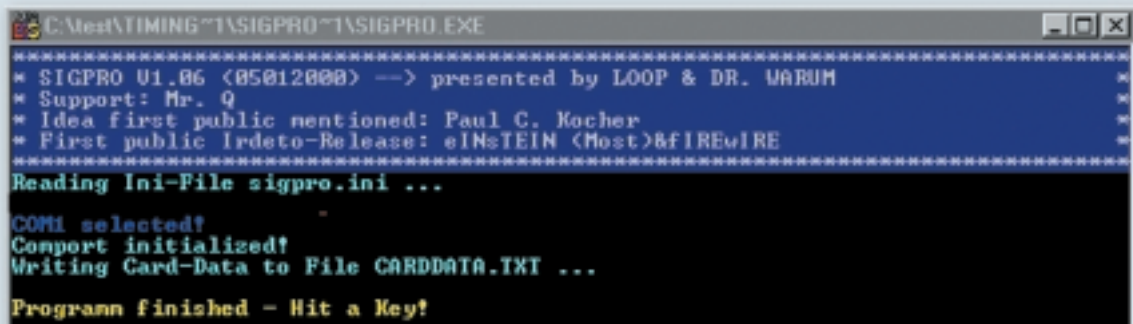 C:\test\TIMING~1\SIGPRO~1\SIGPRO.EXE
********************************************************************************
* SIGPRO V1.06 (05012000) --> presented by LOOP & DR. WARUM *
* Support: Mr. Q *
* Idea first public mentioned: Paul C. Kocher *
* First public Irdeto-Release: eINsTEIN (Most)&fIREwIRE *
********************************************************************************
Reading Ini-File sigpro.ini ...
COM1 selected!
Comport initialized!
Writing Card-Data to File CARDDATA.TXT ...
Programm finished - Hit a Key!